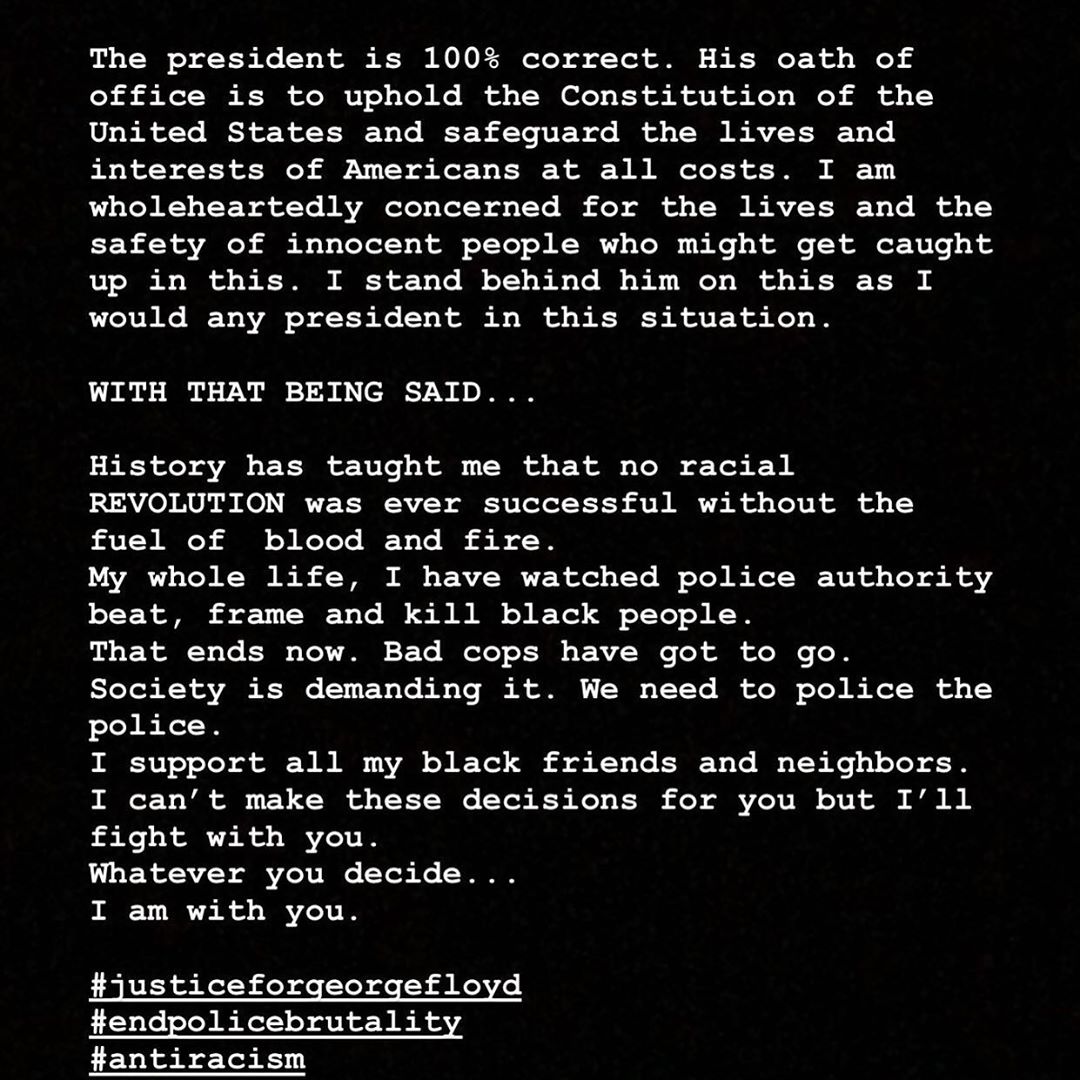 The president is 100% correct. His oath of
office is to uphold the Constitution of the
United States and safeguard the lives and
interests of Americans at all costs. I am
wholeheartedly concerned for the lives and the
safety of innocent people who might get caught
up in this. I stand behind him on this as I
would any president in this situation.
WITH THAT BEING SAID...
History has taught me that no racial
REVOLUTION was ever successful without the
fuel of  blood and fire.
My whole life, I have watched police authority
beat, frame and kill black people.
That ends now. Bad cops have got to go.
Society is demanding it. We need to police the
police.
I support all my black friends and neighbors.
I can’t make these decisions for you but I’ll
fight with you.
Whatever you decide...
I am with you.
#justiceforgeorgefloyd
#endpolicebrutality
#antiracism